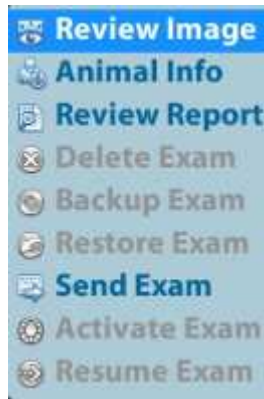 Review Image
Animal Info
Review Report
Delete Exam
Backup Exam
Restore Exam
Send Exam
Activate Exam
Resume Exam